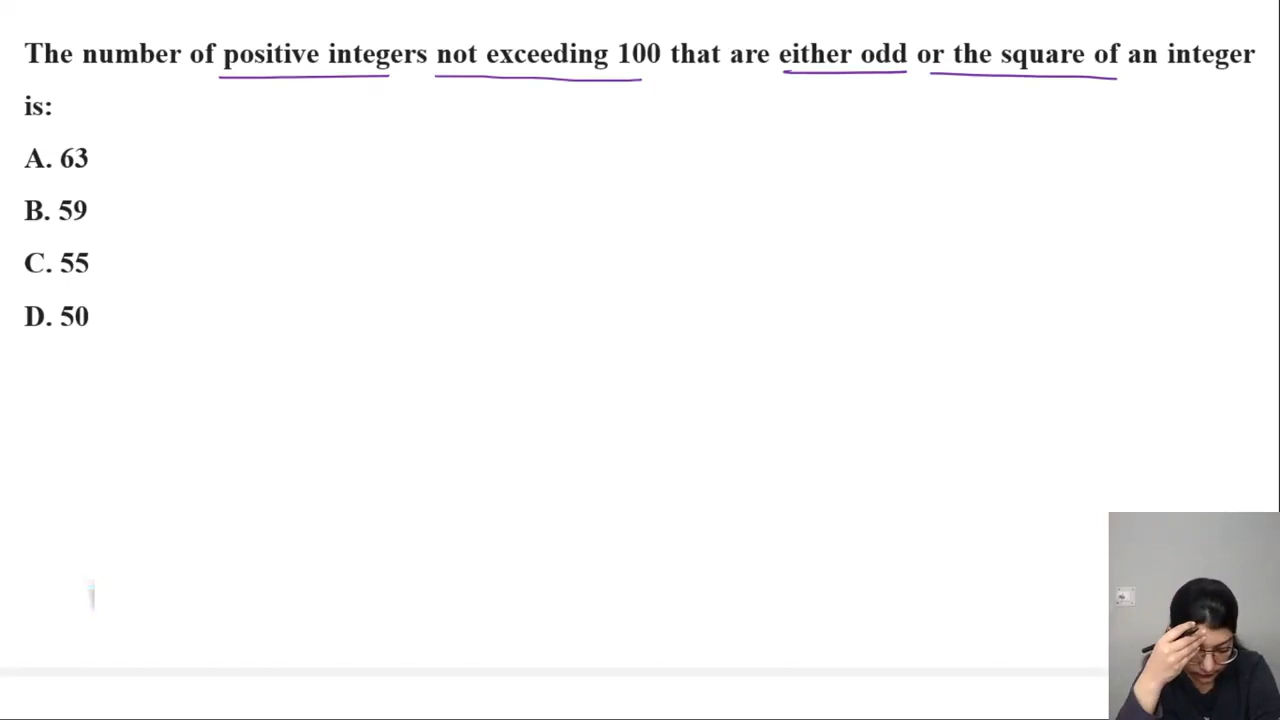 The number of positive integers not exceeding 100 that are either odd or the square of an integer
is:
A. 63
B. 59
C. 55
D. 50